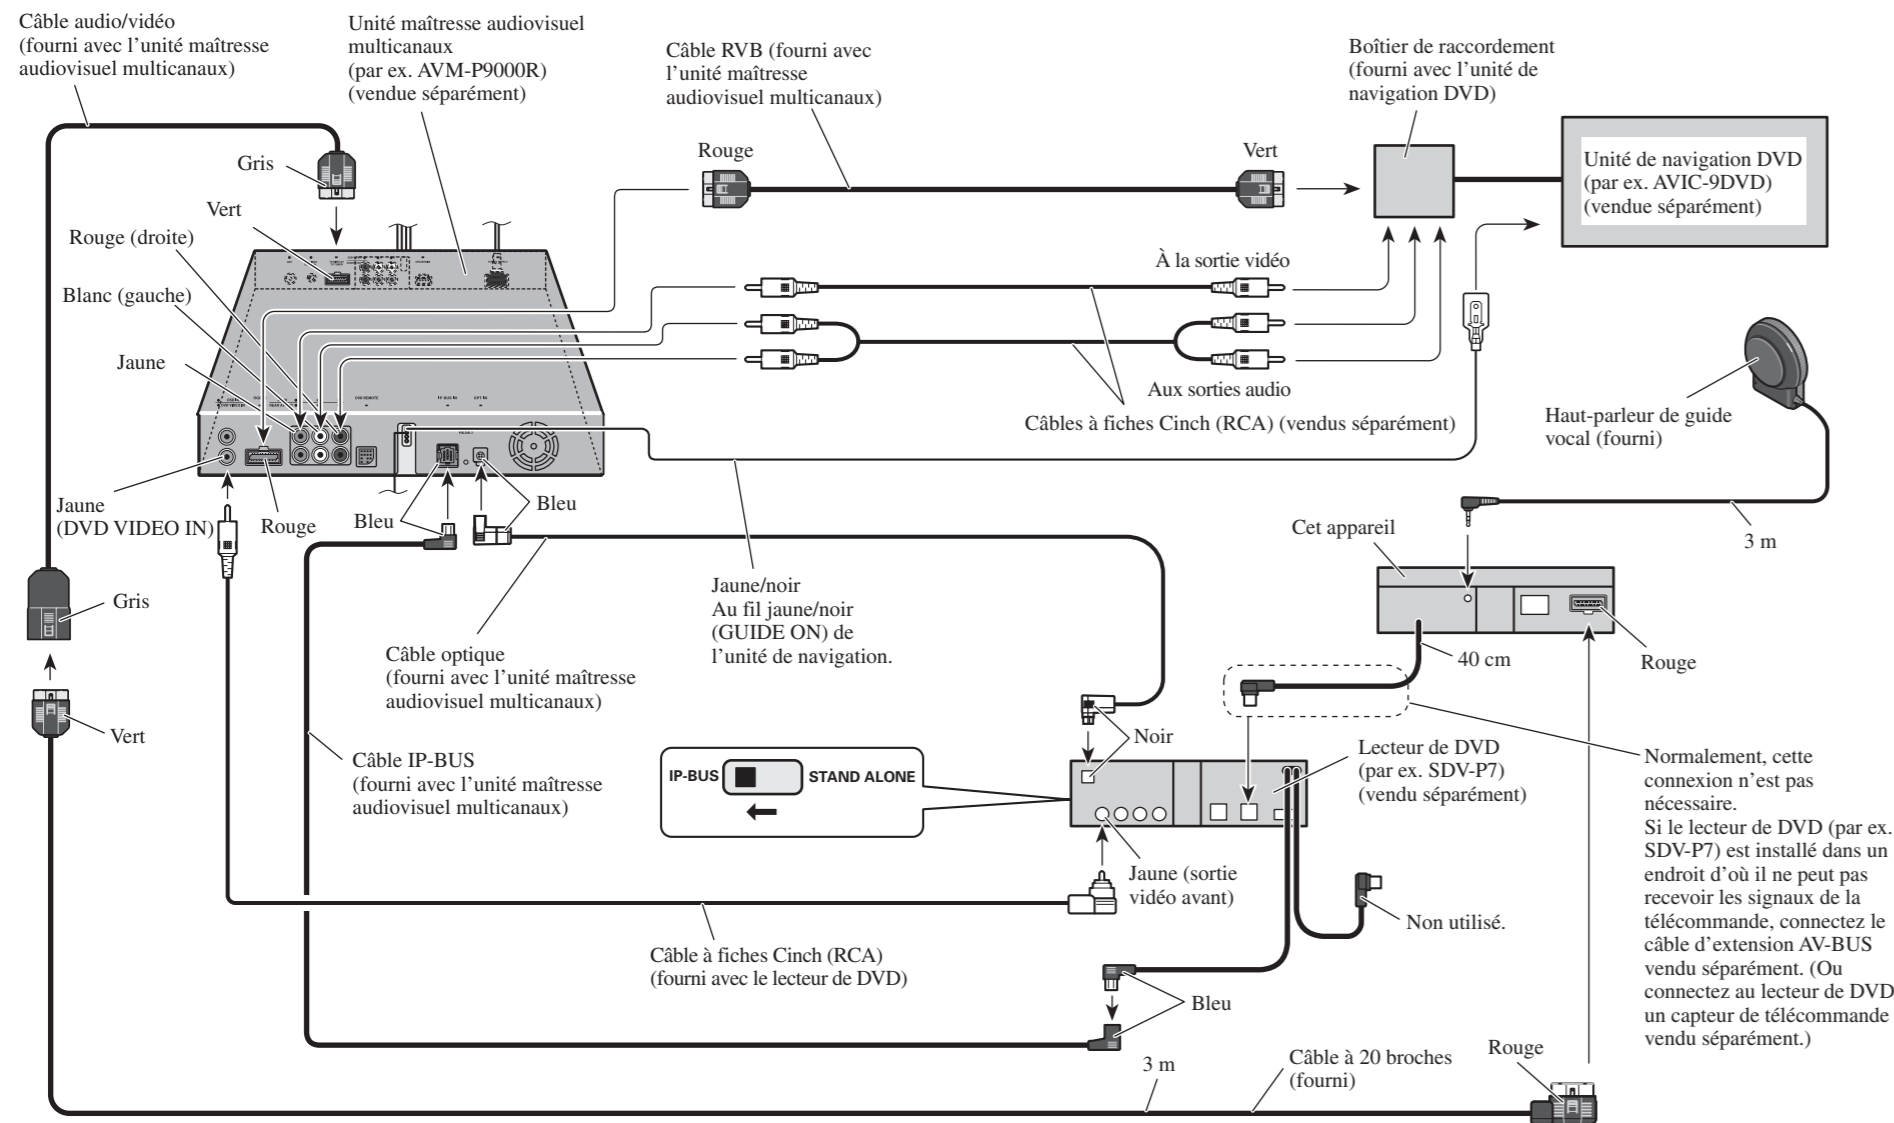 Câble audio/vidéo
(fourni avec l’unité maîtresse
audiovisuel multicanaux)
Unité maîtresse audiovisuel
multicanaux
(par ex. AVM-P9000R)
(vendue séparément)
Câble RVB (fourni avec
l’unité maîtresse
audiovisuel multicanaux)
Boîtier de raccordement
(fourni avec l’unité de
navigation DVD)
Unité de navigation DVD
(par ex. AVIC-9DVD)
(vendue séparément)
Gris
Rouge
Vert
Vert
Rouge (droite)
Blanc (gauche)
Jaune
À la sortie vidéo
Aux sorties audio
Câbles à fiches Cinch (RCA) (vendus séparément)
Haut-parleur de guide
vocal (fourni)
DVD REMOTE
IP BUS IN
OPT IN
Jaune
(DVD VIDEO IN)
Rouge
Bleu
Bleu
3 m
Cet appareil
Gris
Jaune/noir
Au fil jaune/noir
(GUIDE ON) de
l’unité de navigation.
Câble optique
(fourni avec l’unité maîtresse
audiovisuel multicanaux)
40 cm
Rouge
Vert
Noir
Câble IP-BUS
(fourni avec l’unité maîtresse
audiovisuel multicanaux)
IP-BUS
STAND ALONE
Lecteur de DVD
(par ex. SDV-P7)
(vendu séparément)
Normalement, cette
connexion n’est pas
nécessaire.
Si le lecteur de DVD (par ex.
SDV-P7) est installé dans un
endroit d’où il ne peut pas
recevoir les signaux de la
télécommande, connectez le
câble d’extension AV-BUS
vendu séparément. (Ou
connectez au lecteur de DVD
un capteur de télécommande
vendu séparément.)
Jaune (sortie
vidéo avant)
Non utilisé.
Câble à fiches Cinch (RCA)
(fourni avec le lecteur de DVD)
Bleu
3 m
Câble à 20 broches
(fourni)
Rouge